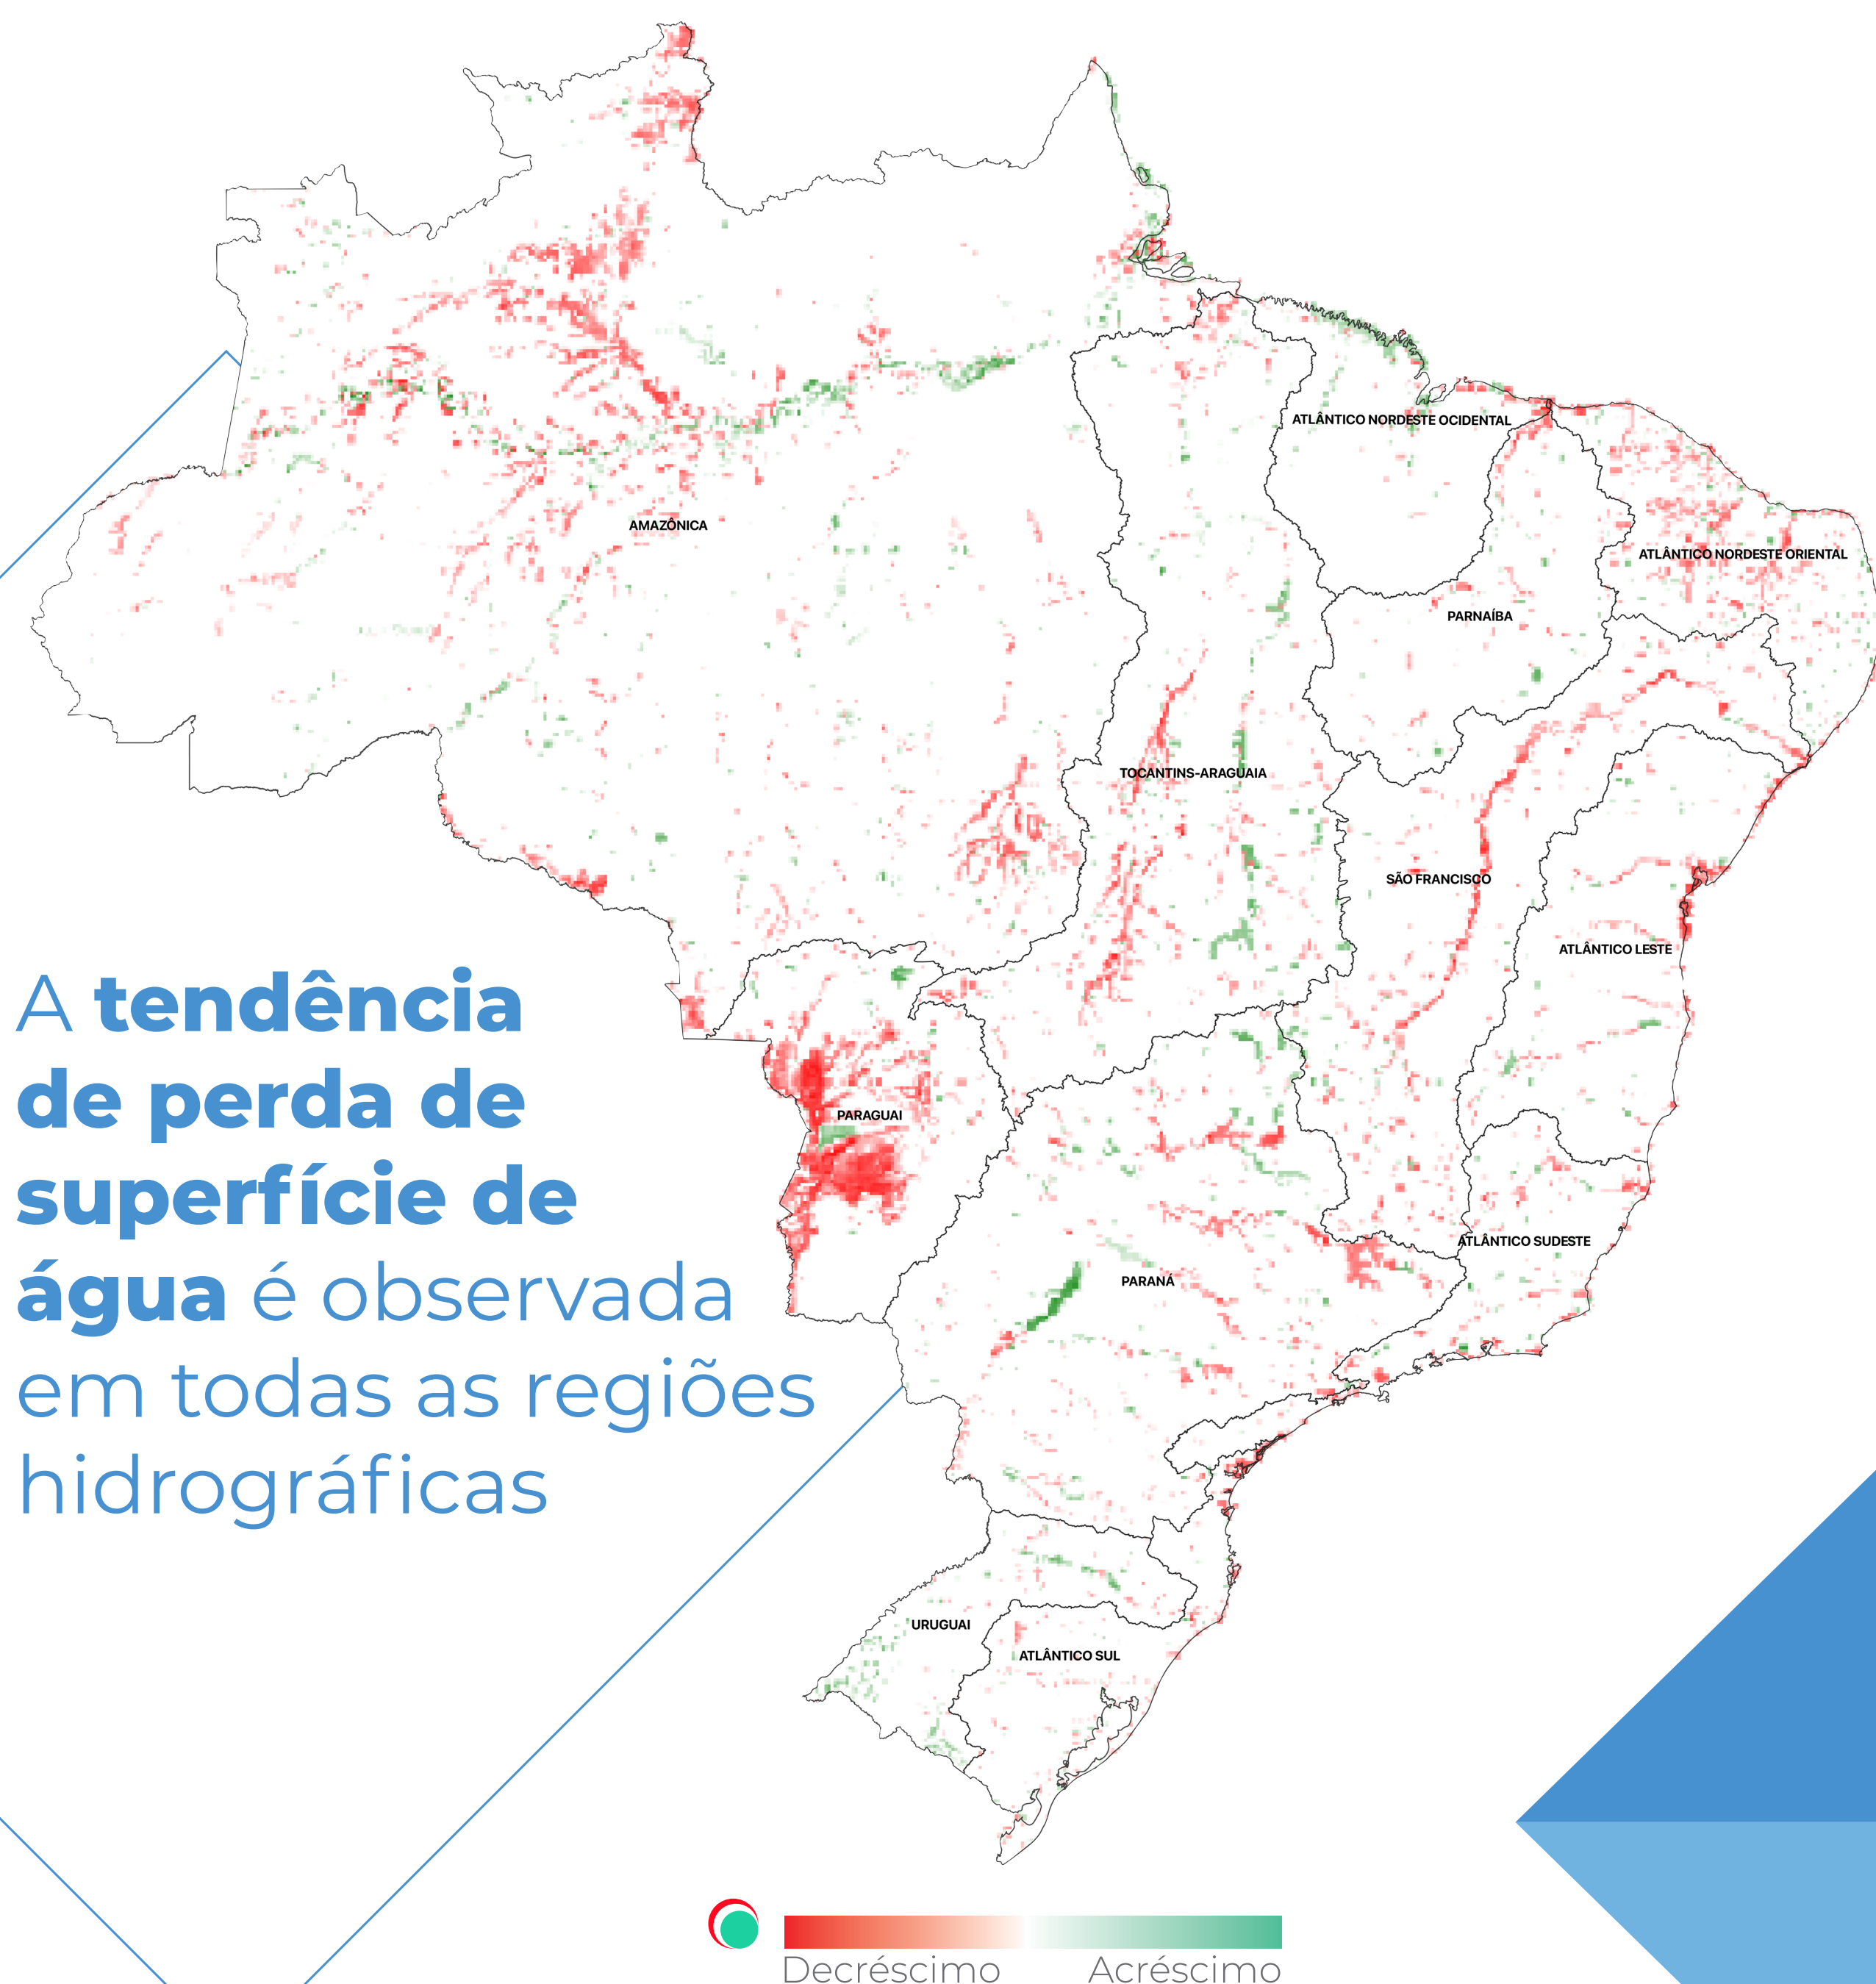 ATLÂNTICO NORDESTE OCIDENTAL
AMAZÔNICA
ATLÂNTICO NORDESTE ORIENTAL
PARNAÍBA
TOCANTINS-ARAGUAIA
SÃO FRANCISCO
ATLÂNTICO LESTE
A tendência
de perda de
superfície de
água é observada
em todas as regiões
hidrográficas
PARAGUAI
ATLÂNTICO SUDESTE
PARANÁ
URUGUAI
ATLÂNTICO SUL
Decréscimo
Acréscimo